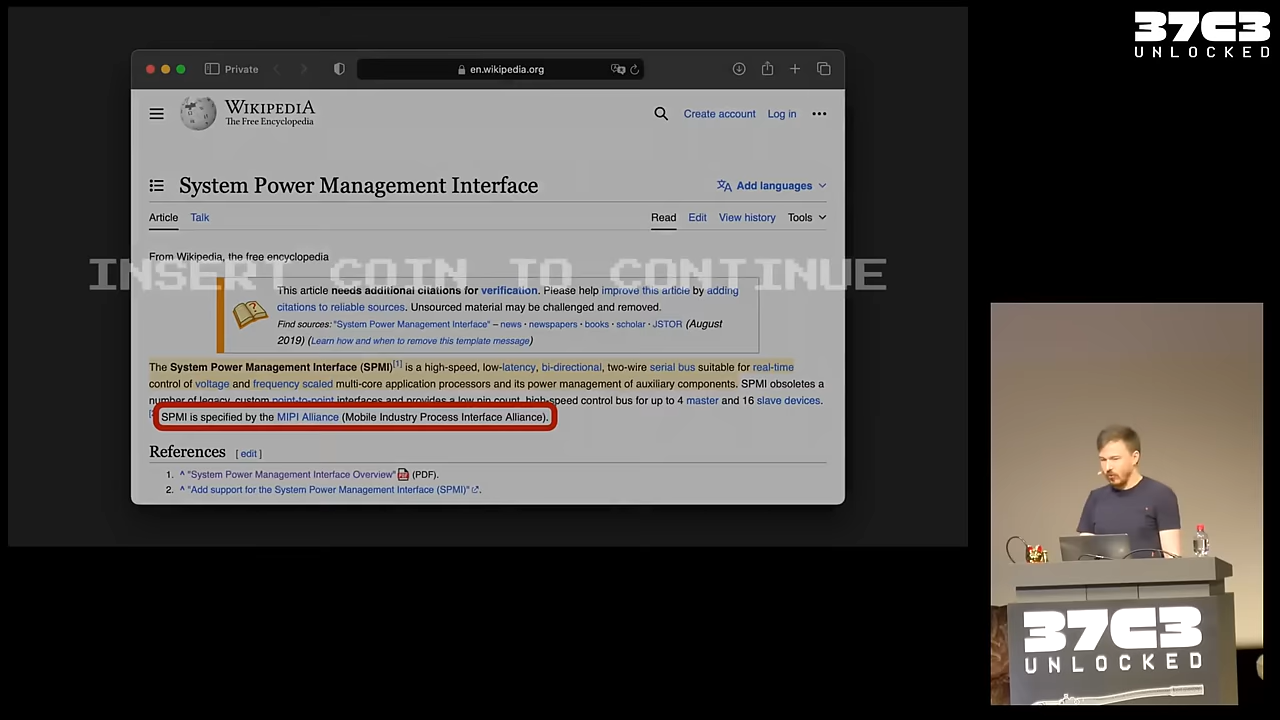 37C3
UNLOCKED
Private
en.wikipedia.org
WIKIPEDIA
The Free Encyclopedia
Create account
Log in
System Power Management Interface
Add languages
Article
Talk
Read
Edit
View history
Tools
From Wikipedia, the free encyclopedia
INSERT COIN TO CONTINUE
This article needs additional citations for verification. Please help improve this article by adding
citations to reliable sources. Unsourced material may be challenged and removed.
Find sources: "System Power Management Interface" – news · newspapers · books · scholar · JSTOR (August
2019) (Learn how and when to remove this template message)
The System Power Management Interface (SPMI)[1] is a high-speed, low-latency, bi-directional, two-wire serial bus suitable for real-time
control of voltage and frequency scaled multi-core application processors and its power management of auxiliary components. SPMI obsoletes a
number of legacy, custom point-to-point interfaces and provides a low pin count, high-speed control bus for up to 4 master and 16 slave devices.
SPMI is specified by the MIPI Alliance (Mobile Industry Process Interface Alliance).
References [ edit ]
1. ^ "System Power Management Interface Overview" (PDF).
2. ^ "Add support for the System Power Management Interface (SPMI)".
37C3
UNLOCKED